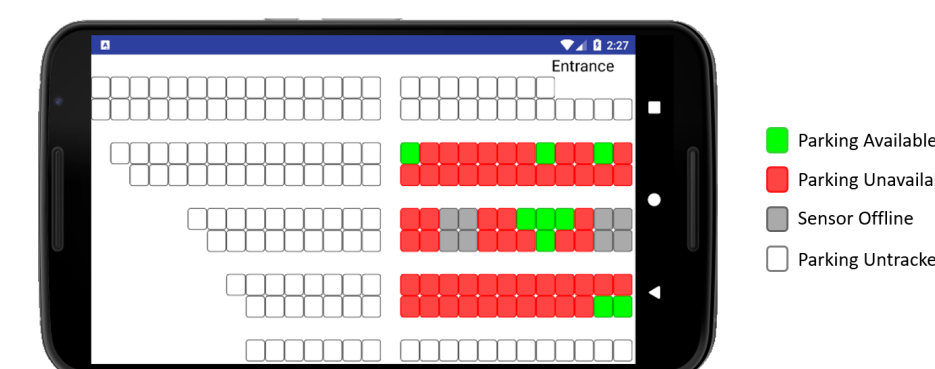 2:27
Entrance
Parking Available
Parking Unavaila
Sensor Offline
Parking Untracke